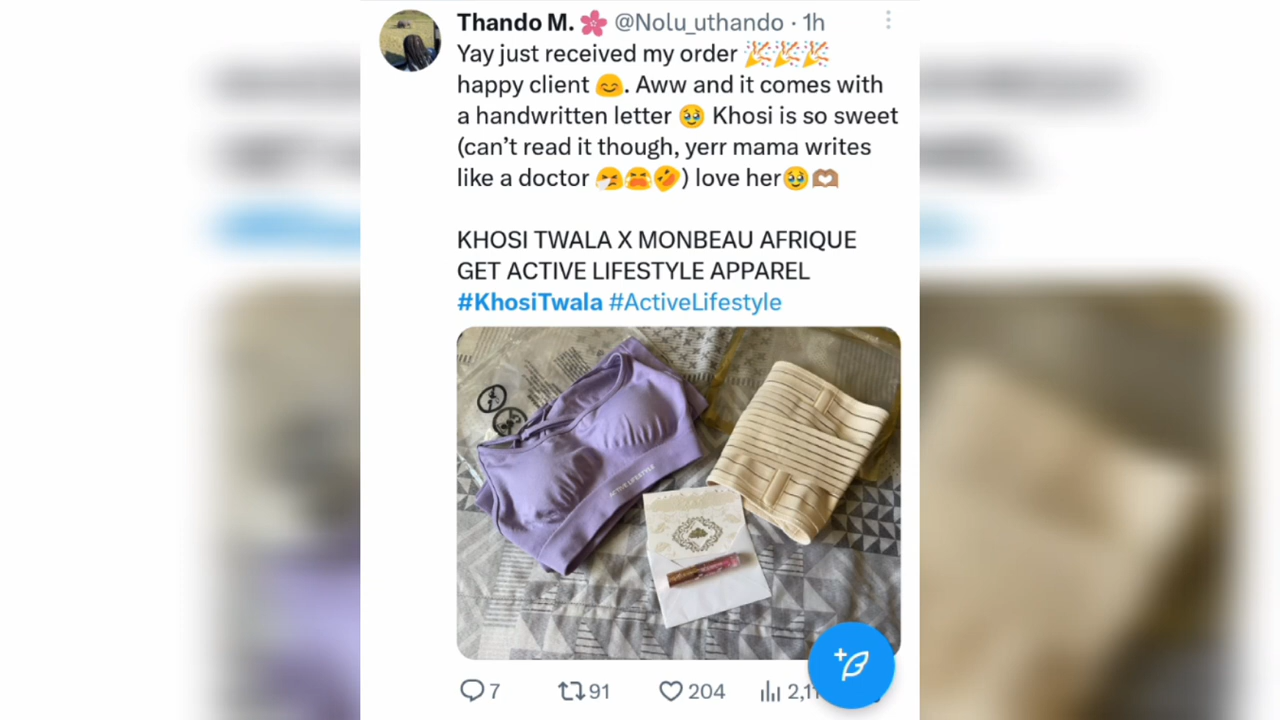 Thando M. 🌸 @Nolu_uthando · 1h
Yay just received my order 🎉🎉🎉
happy client 😊. Aww and it comes with
a handwritten letter 🥹 Khosi is so sweet
(can’t read it though, yerr mama writes
like a doctor 🤧😭🤣) love her🥹🫶🏽
KHOSI TWALA X MONBEAU AFRIQUE
GET ACTIVE LIFESTYLE APPAREL
#KhosiTwala #ActiveLifestyle
ACTIVE LIFESTYLE
7 91 204